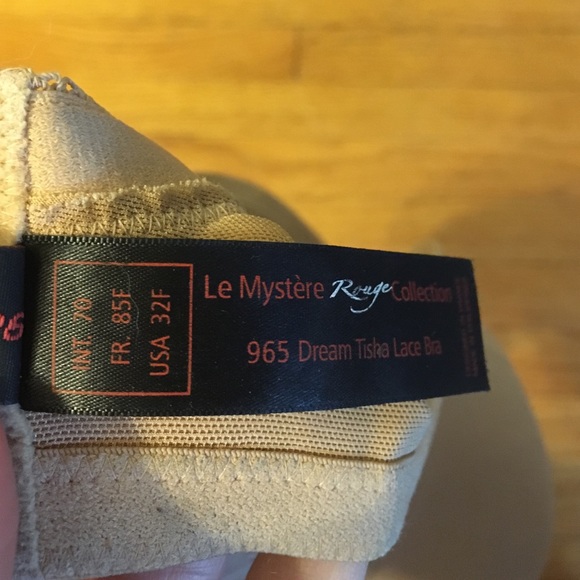 Le Mystère Rouge Collection
965 Dream Tisha Lace Bra
INT. 70
FR. 85F
USA 32F